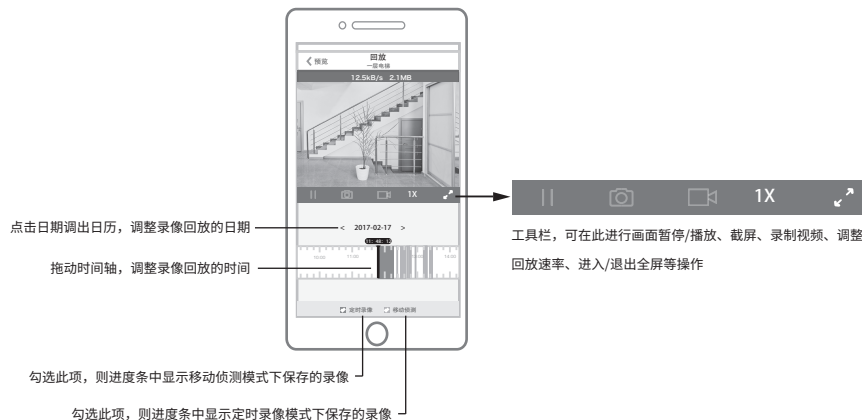 预览
回放
一层电梯
12.5kB/s 2.1MB
1X
点击日期调出日历，调整录像回放的日期
< 2017-02-17 >
拖动时间轴，调整录像回放的时间
10:00 11:00 14:00
定时录像 移动侦测
勾选此项，则进度条中显示移动侦测模式下保存的录像
勾选此项，则进度条中显示定时录像模式下保存的录像
1X
工具栏，可在此进行画面暂停/播放、截屏、录制视频、调整
回放速率、进入/退出全屏等操作